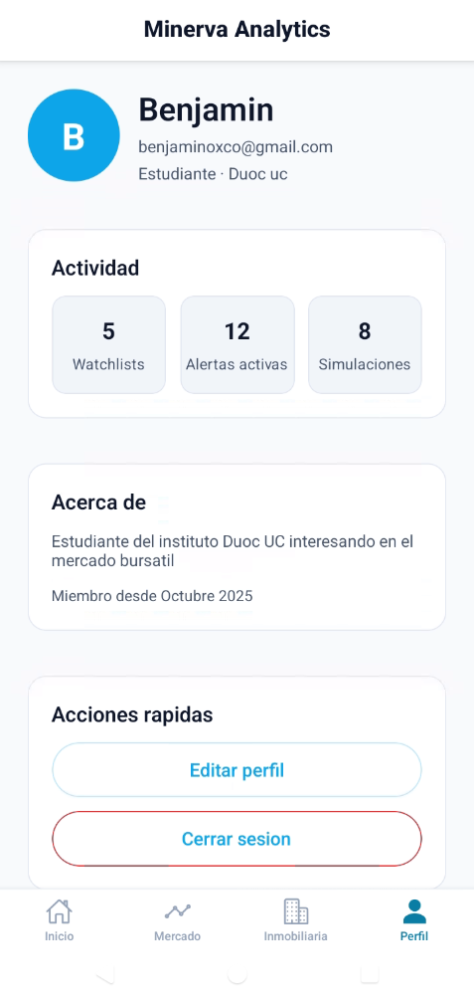 Minerva Analytics
B
Benjamin
benjaminoxco@gmail.com
Estudiante · Duoc uc
Actividad
5
Watchlists
12
Alertas activas
8
Simulaciones
Acerca de
Estudiante del instituto Duoc UC interesando en el
mercado bursatil
Miembro desde Octubre 2025
Acciones rapidas
Editar perfil
Cerrar sesion
Inicio
Mercado
Inmobiliaria
Perfil